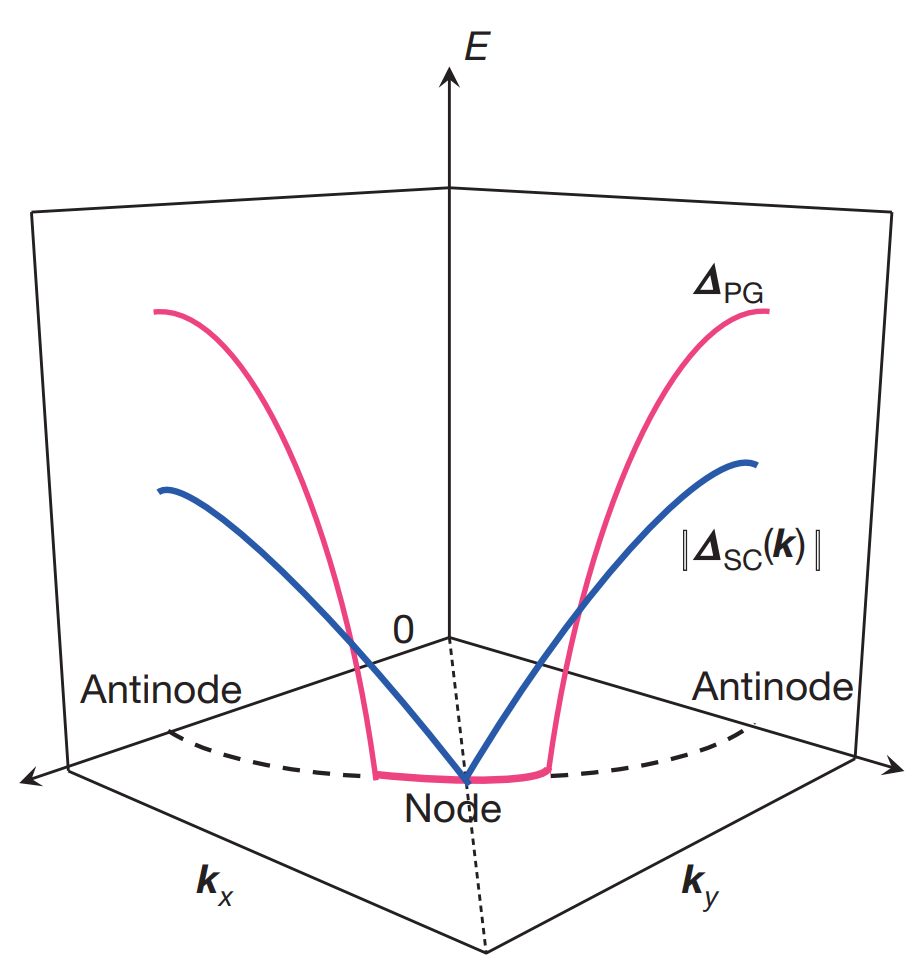 E
Δ_PG
|Δ_SC(k)|
0
Antinode
Antinode
Node
k_x
k_y